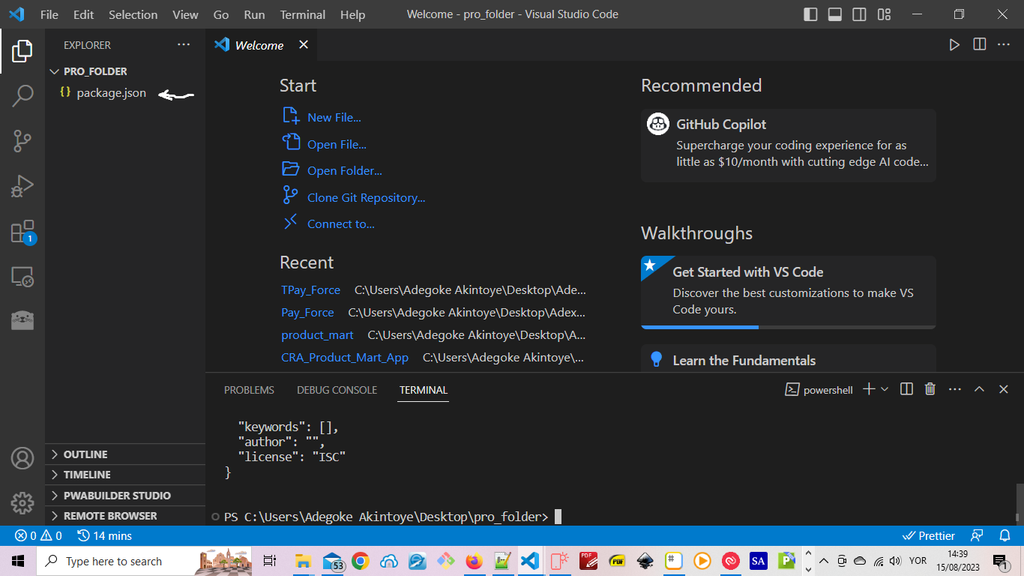 File Edit Selection View Go Run Terminal Help
Welcome - pro_folder - Visual Studio Code
EXPLORER
PRO_FOLDER
{} package.json
1
OUTLINE
TIMELINE
PWABUILDER STUDIO
REMOTE BROWSER
Welcome
Start
New File...
Open File...
Open Folder...
Clone Git Repository...
Connect to...
Recent
TPay_Force C:\Users\Adegoke Akintoye\Desktop\Ade...
Pay_Force C:\Users\Adegoke Akintoye\Desktop\Adex...
product_mart C:\Users\Adegoke Akintoye\Desktop\A...
CRA_Product_Mart_App C:\Users\Adegoke Akintoye\...
Recommended
GitHub Copilot
Supercharge your coding experience for as
little as $10/month with cutting edge AI code...
Walkthroughs
Get Started with VS Code
Discover the best customizations to make VS
Code yours.
Learn the Fundamentals
PROBLEMS DEBUG CONSOLE TERMINAL
powershell
"keywords": [],
"author": "",
"license": "ISC"
}
PS C:\Users\Adegoke Akintoye\Desktop\pro_folder>
0 0 14 mins
Prettier
Type here to search
53
PDF
SA
YOR
14:39
15/08/2023
1